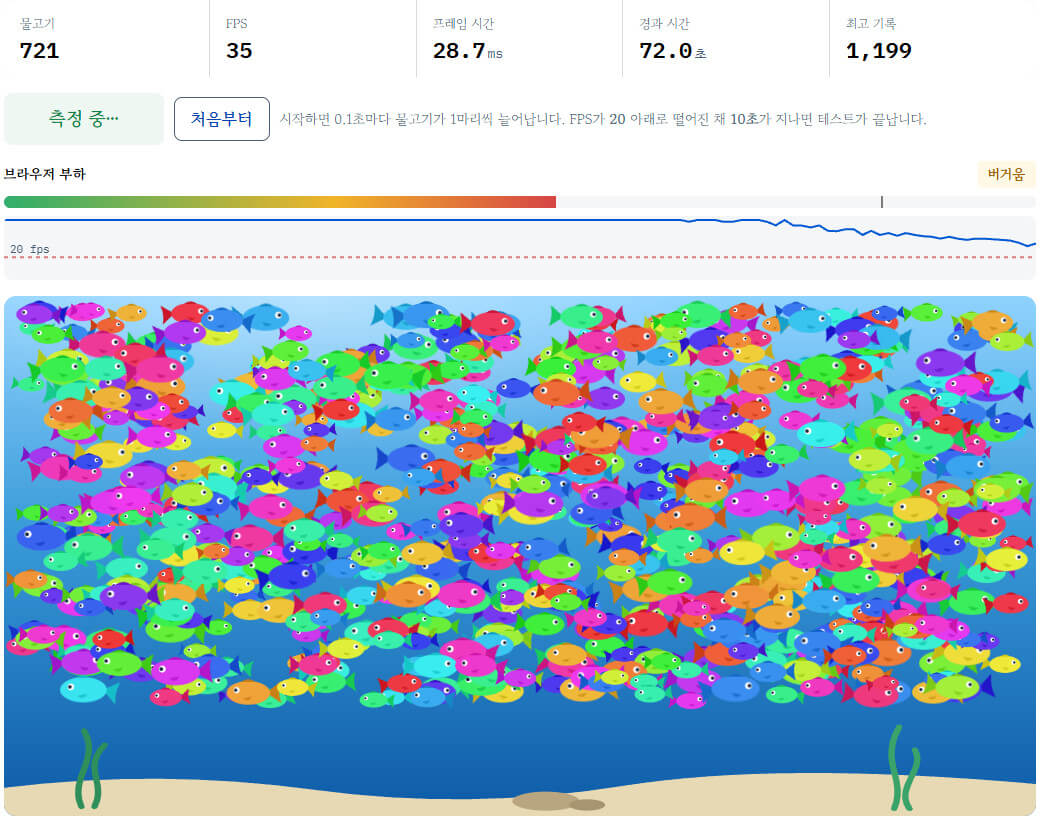 물고기
721
FPS
35
프레임 시간
28.7ms
경과 시간
72.0초
최고 기록
1,199
측정 중…
처음부터
시작하면 0.1초마다 물고기가 1마리씩 늘어납니다. FPS가 20 아래로 떨어진 채 10초가 지나면 테스트가 끝납니다.
브라우저 부하
버거움
20 fps